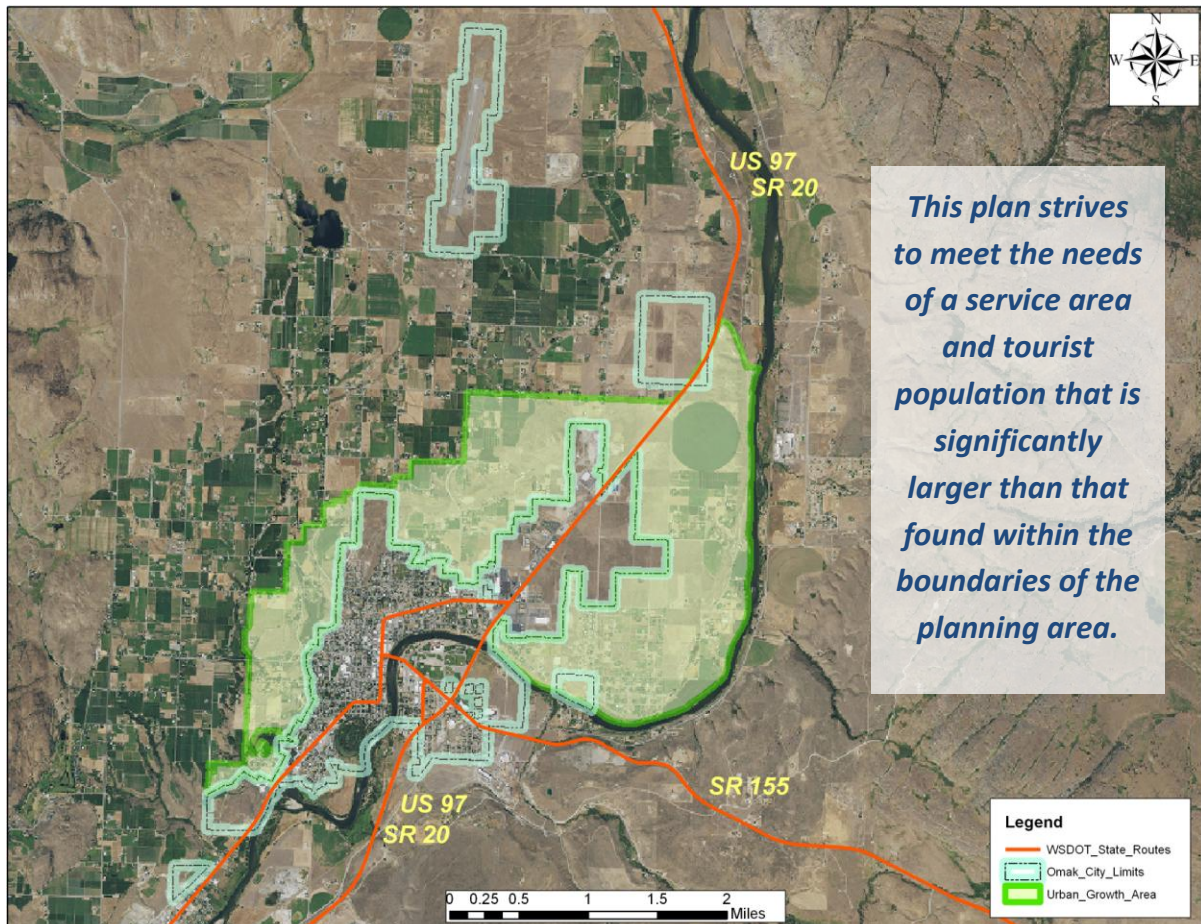 N
W E
S
US 97
SR 20
This plan strives
to meet the needs
of a service area
and tourist
population that is
significantly
larger than that
found within the
boundaries of the
planning area.
SR 155
US 97
SR 20
Legend
WSDOT_State_Routes
Omak_City_Limits
Urban_Growth_Area
0 0.25 0.5 1 1.5 2
Miles